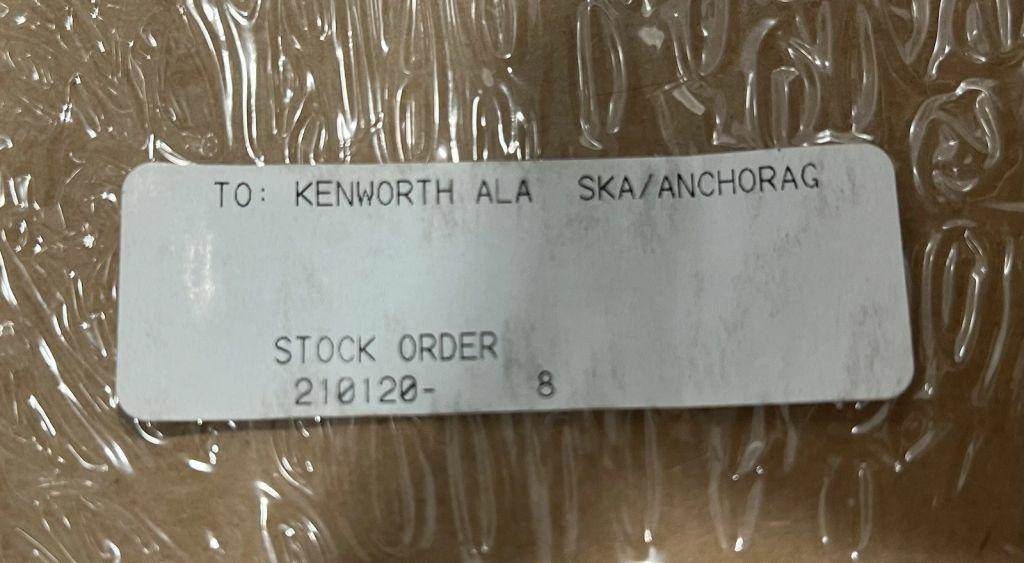 TO: KENWORTH ALA SKA/ANCHORAG
STOCK ORDER
210120- 8